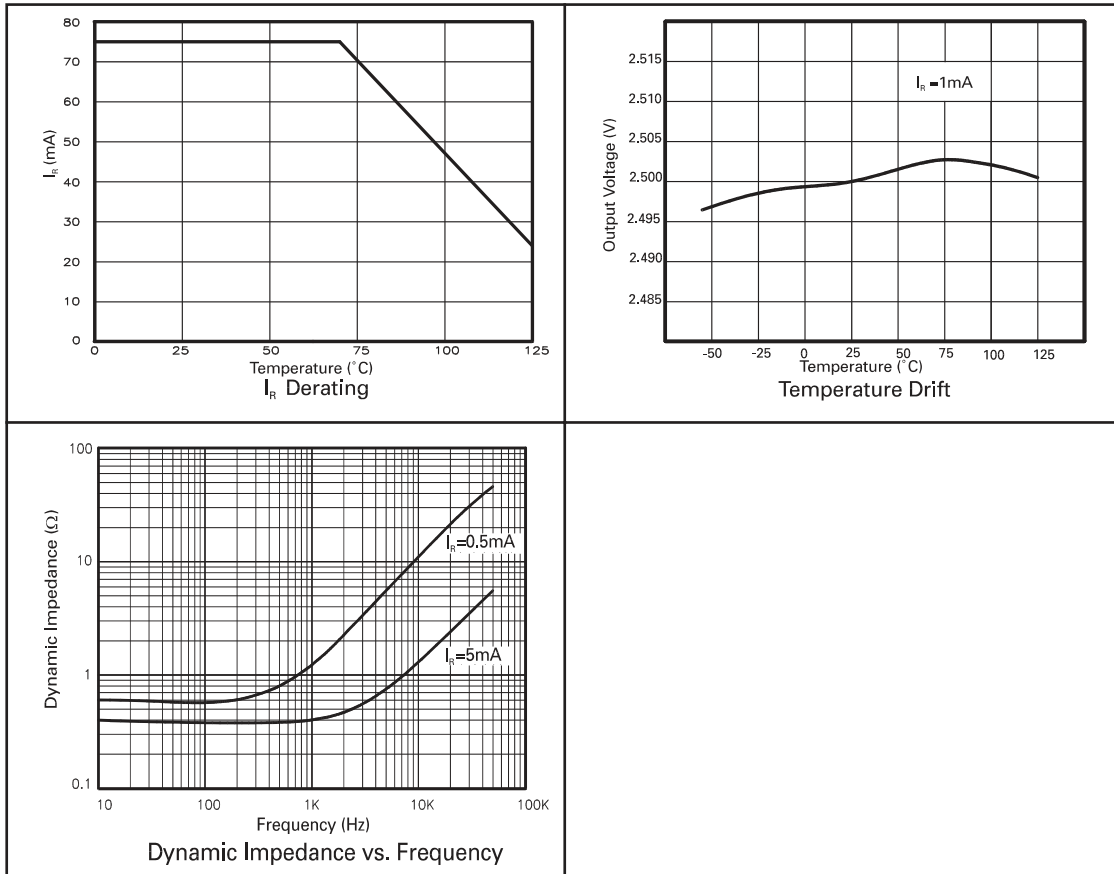 80
70
60
50
40
30
20
10
0
I_R (mA)
0 25 50 75 100 125
Temperature (°C)
I_R Derating
2.515
2.510
2.505
2.500
2.495
2.490
2.485
Output Voltage (V)
I_R =1mA
-50 -25 0 25 50 75 100 125
Temperature (°C)
Temperature Drift
100
10
1
0.1
Dynamic Impedance (Ω)
I_R=0.5mA
I_R=5mA
10 100 1K 10K 100K
Frequency (Hz)
Dynamic Impedance vs. Frequency